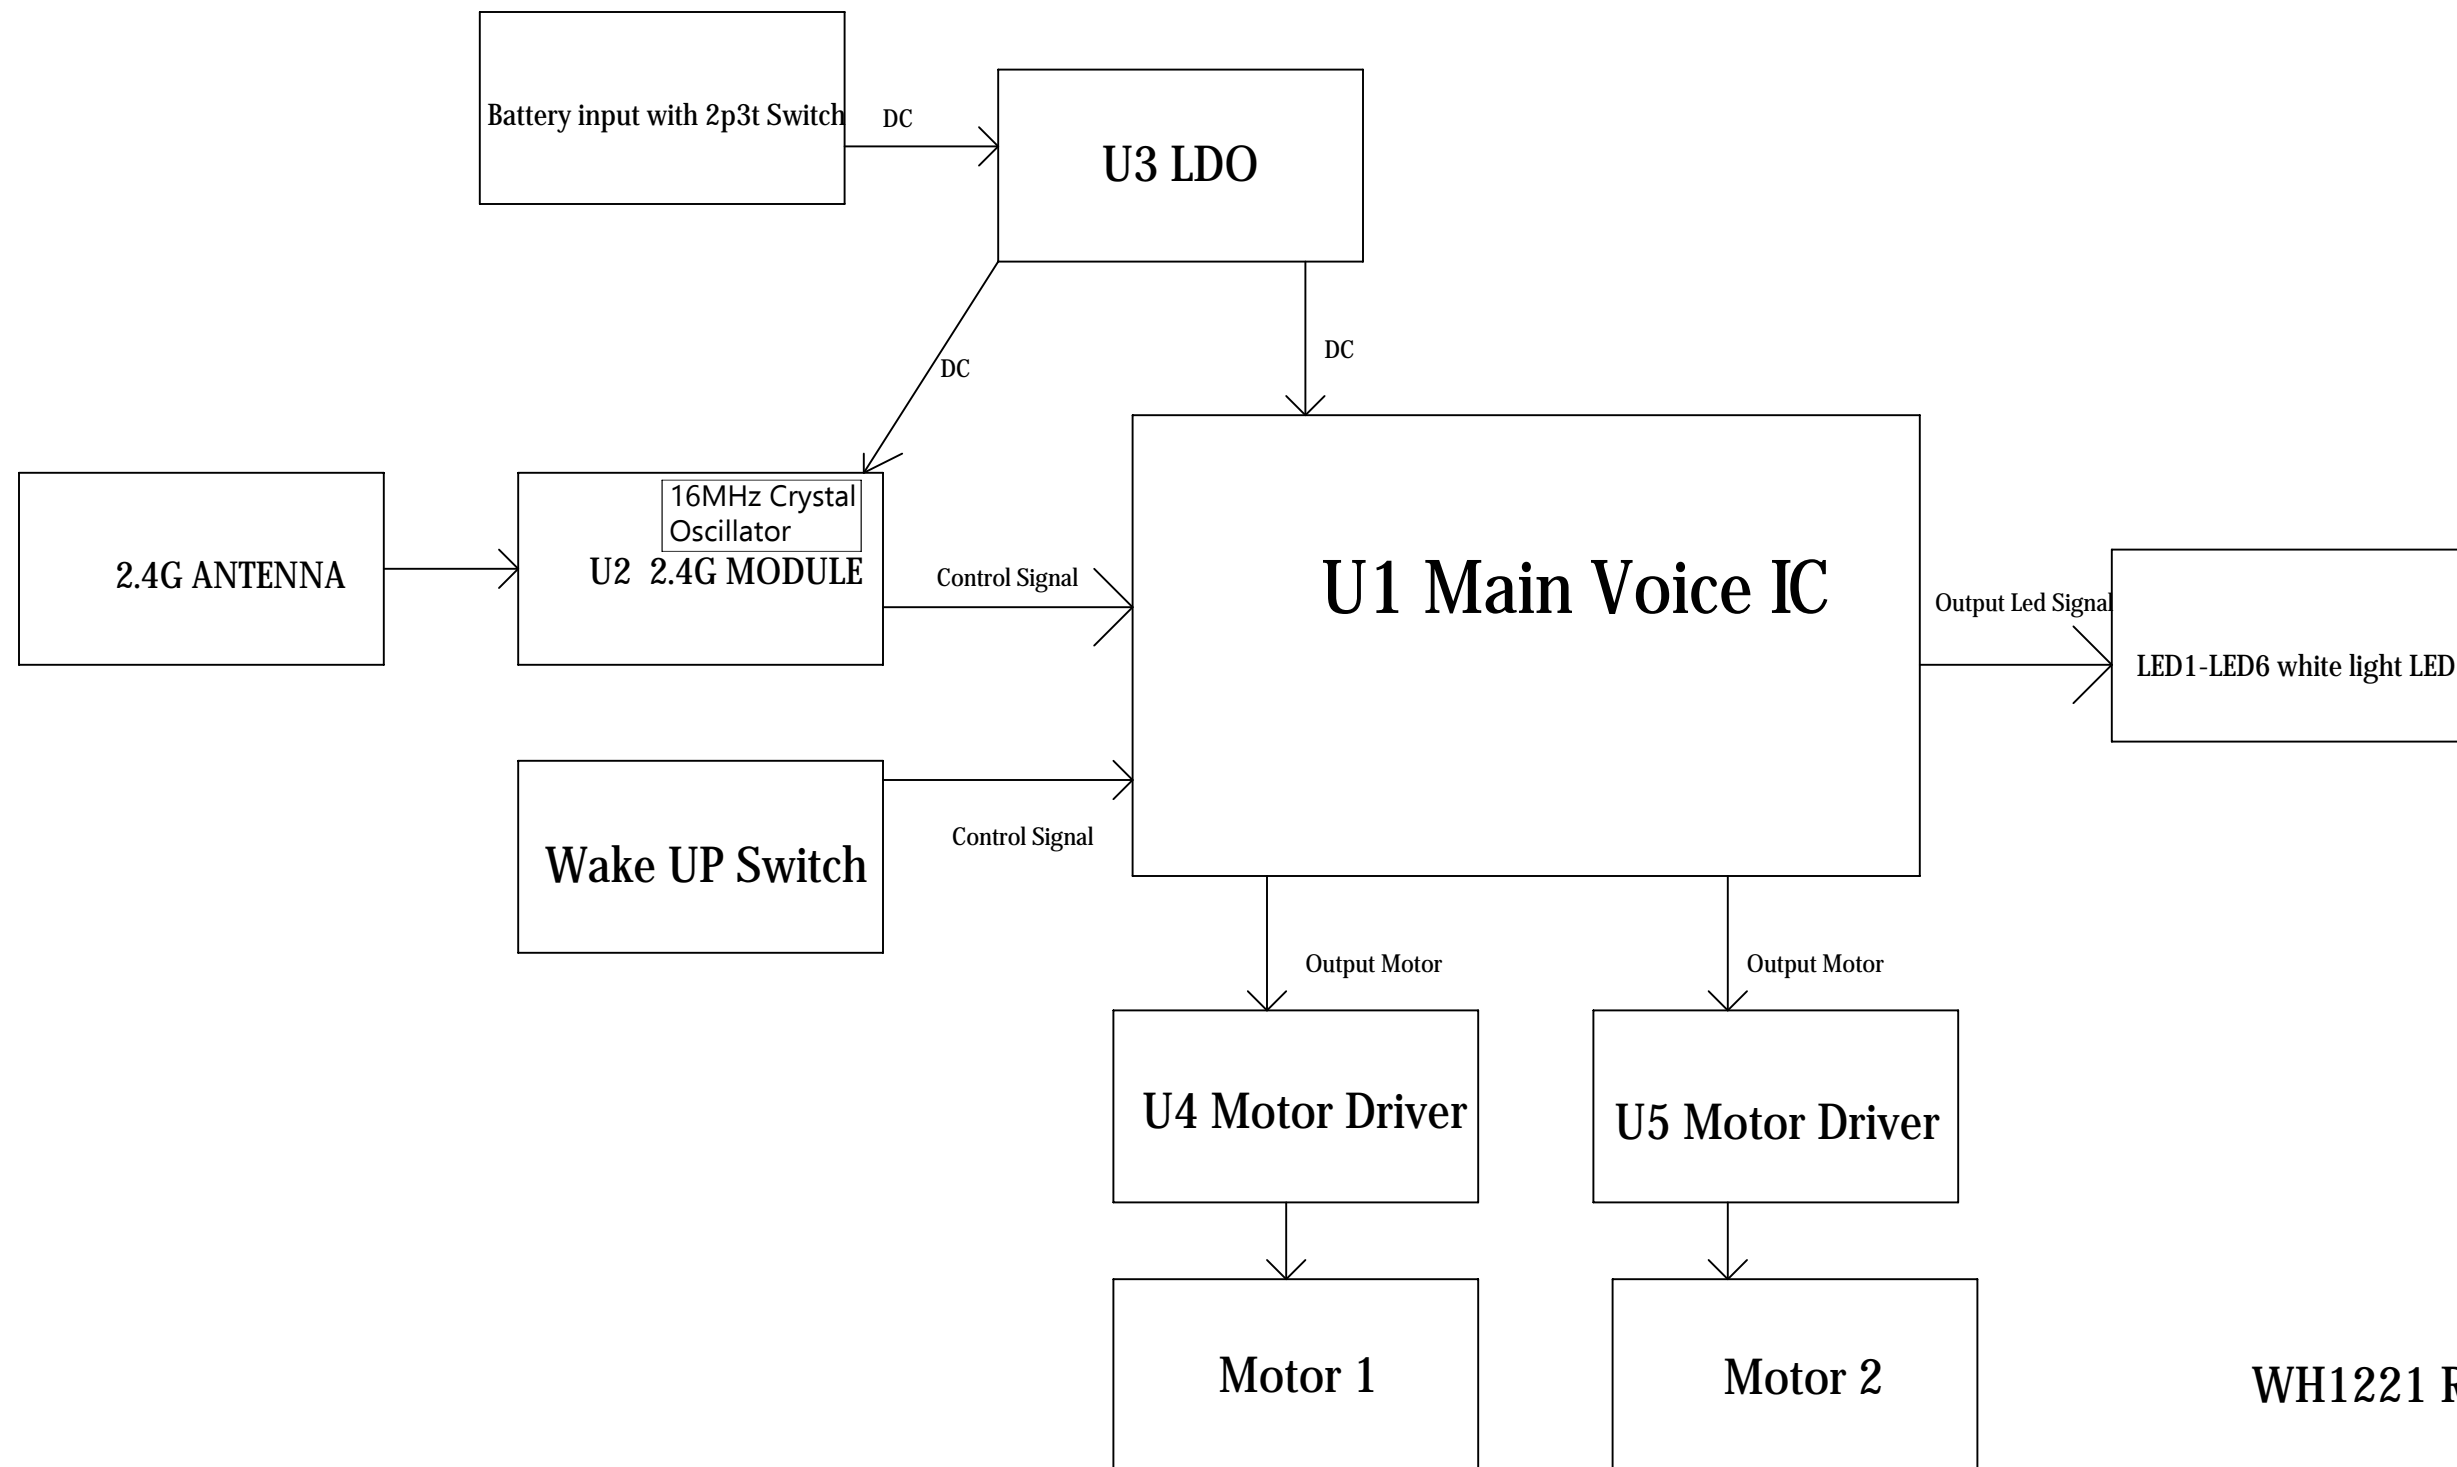 Battery input with 2p3t Switch
DC
U3 LDO
DC
DC
16MHz Crystal
Oscillator
2.4G ANTENNA
U2 2.4G MODULE
Control Signal
U1 Main Voice IC
Output Led Signal
LED1-LED6 white light LED
Wake UP Switch
Control Signal
Output Motor
Output Motor
U4 Motor Driver
U5 Motor Driver
Motor 1
Motor 2
WH1221